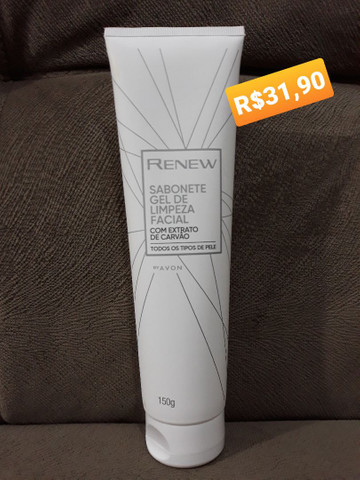 R$31,90
RENEW
SABONETE
GEL DE
LIMPEZA
FACIAL
COM EXTRATO
DE CARVÃO
TODOS OS TIPOS DE PELE
BY AVON
150g